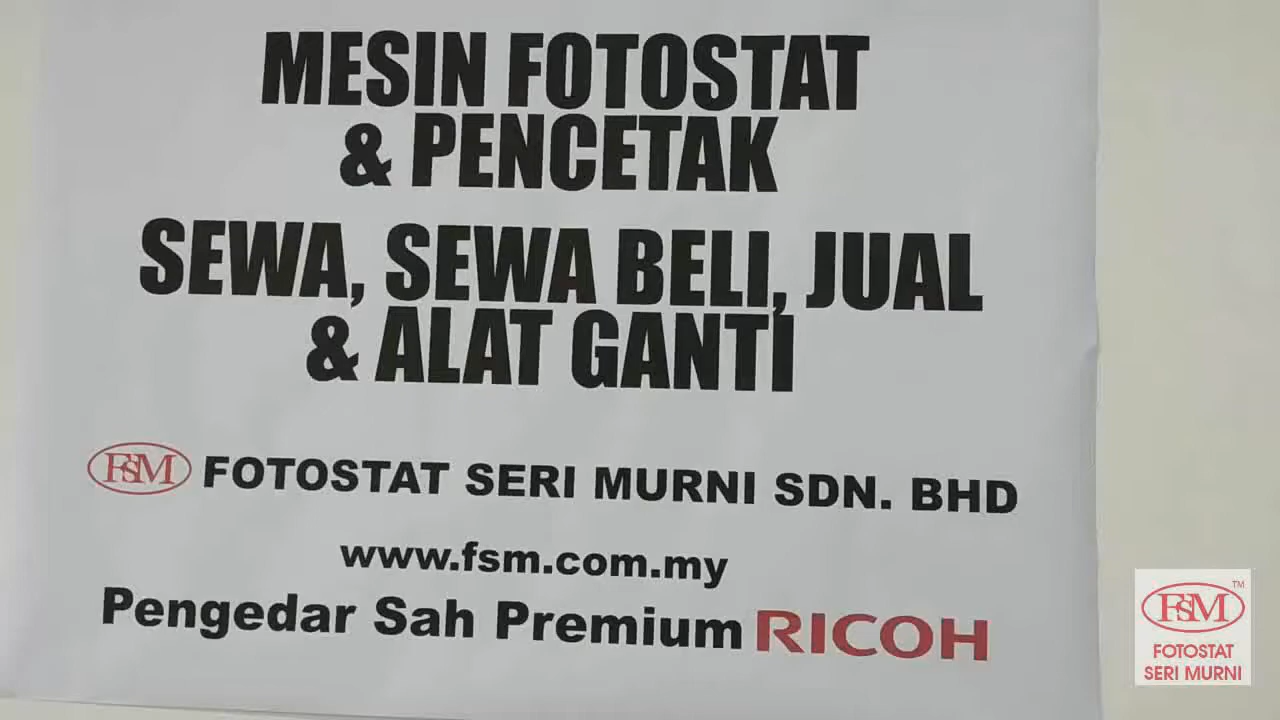 MESIN FOTOSTAT
& PENCETAK
SEWA, SEWA BELI, JUAL
& ALAT GANTI
FSM FOTOSTAT SERI MURNI SDN. BHD
www.fsm.com.my
Pengedar Sah Premium RICOH
FSM TM
FOTOSTAT
SERI MURNI